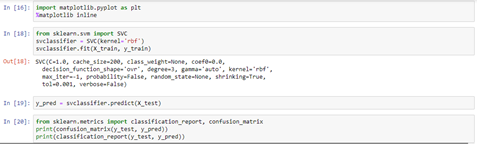 In [16]: import matplotlib.pyplot as plt
%matplotlib inline
In [18]: from sklearn.svm import SVC
svclassifier = SVC(kernel='rbf')
svclassifier.fit(X_train, y_train)
Out[18]: SVC(C=1.0, cache_size=200, class_weight=None, coef0=0.0,
decision_function_shape='ovr', degree=3, gamma='auto', kernel='rbf',
max_iter=-1, probability=False, random_state=None, shrinking=True,
tol=0.001, verbose=False)
In [19]: y_pred = svclassifier.predict(X_test)
In [20]: from sklearn.metrics import classification_report, confusion_matrix
print(confusion_matrix(y_test, y_pred))
print(classification_report(y_test, y_pred))